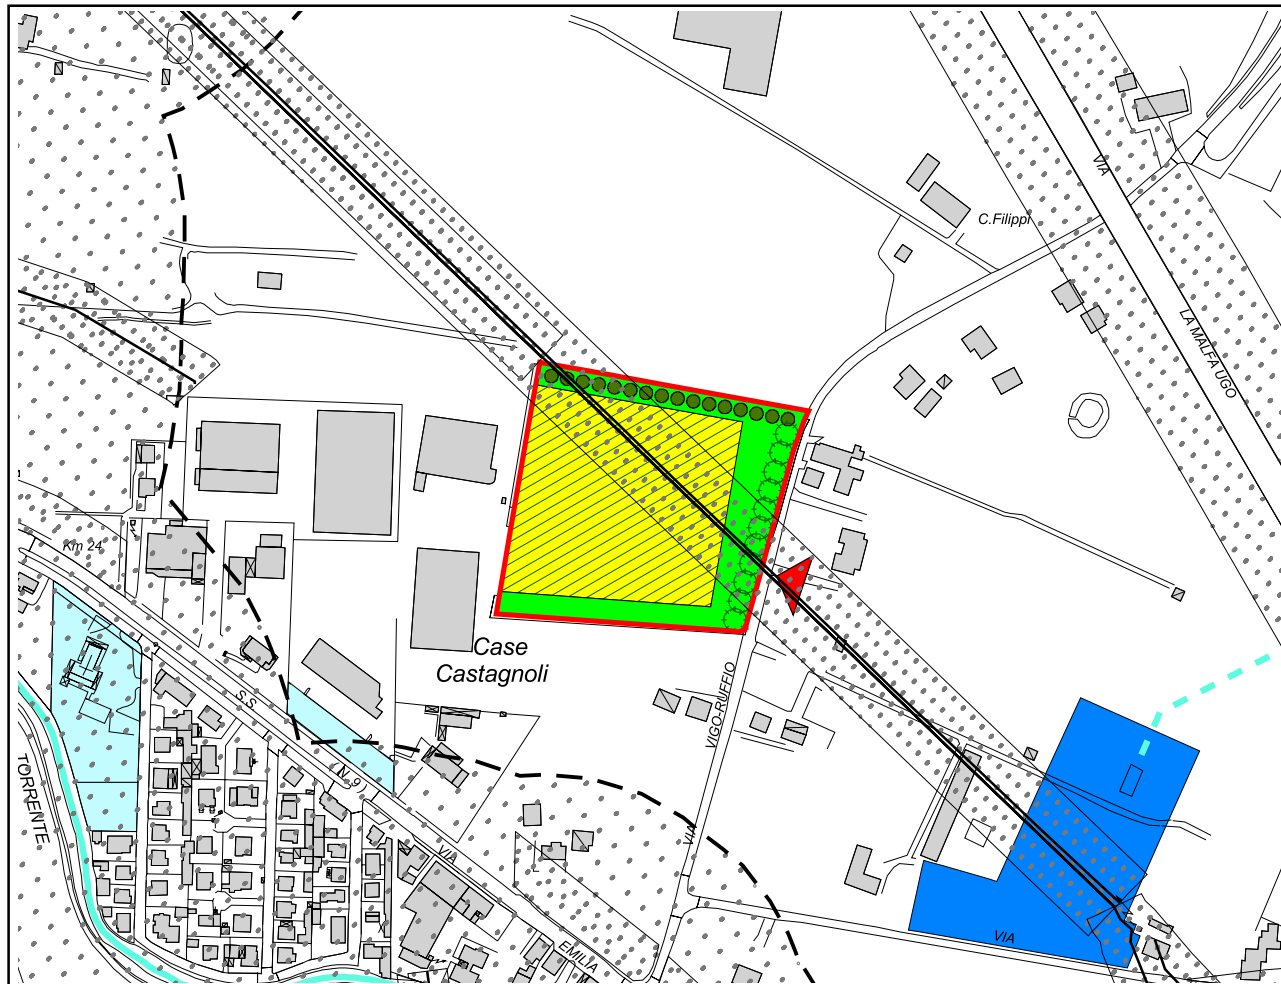 VIA
C.Filippi
LA MALFA UGO
Km 24
Case
Castagnoli
S.S.
N. 9
VIGO-RUFFIO
TORRENTE
VIA
VIA
EMILIA
VIA